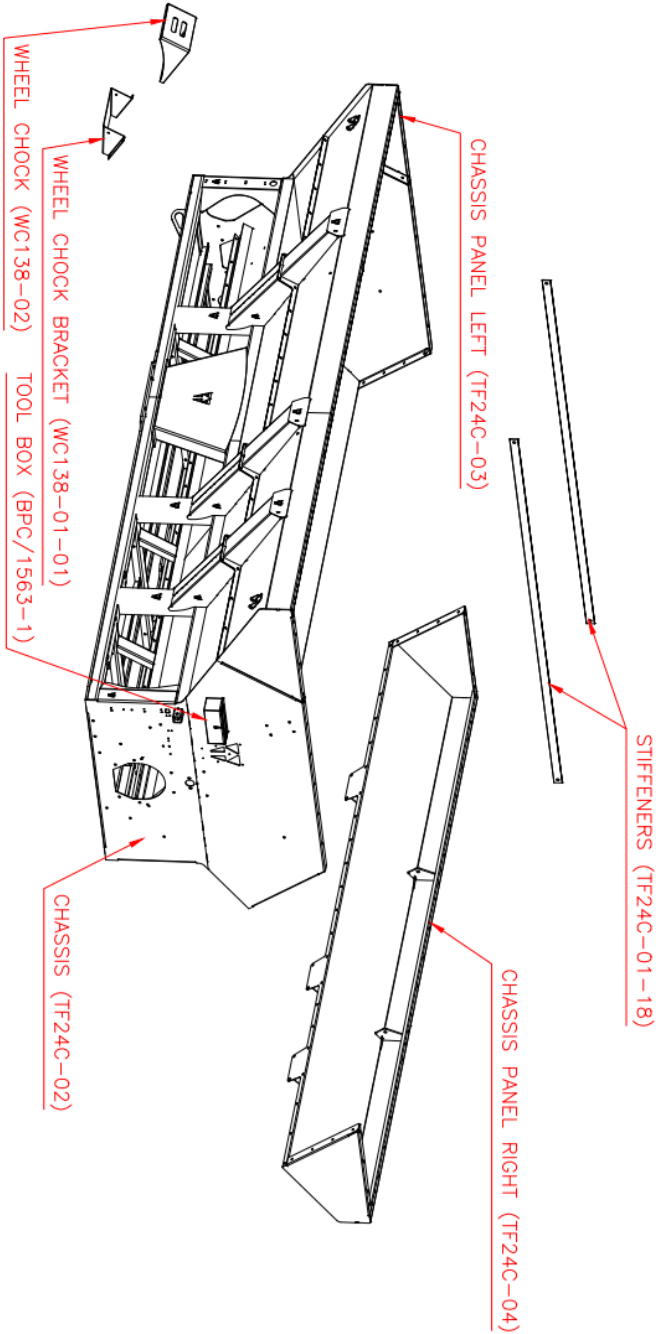 STIFFENERS (TF24C-01-18)
CHASSIS PANEL RIGHT (TF24C-04)
CHASSIS PANEL LEFT (TF24C-03)
CHASSIS (TF24C-02)
WHEEL CHOCK BRACKET (WC138-01-01)
WHEEL CHOCK (WC138-02)
TOOL BOX (BPC/1563-1)